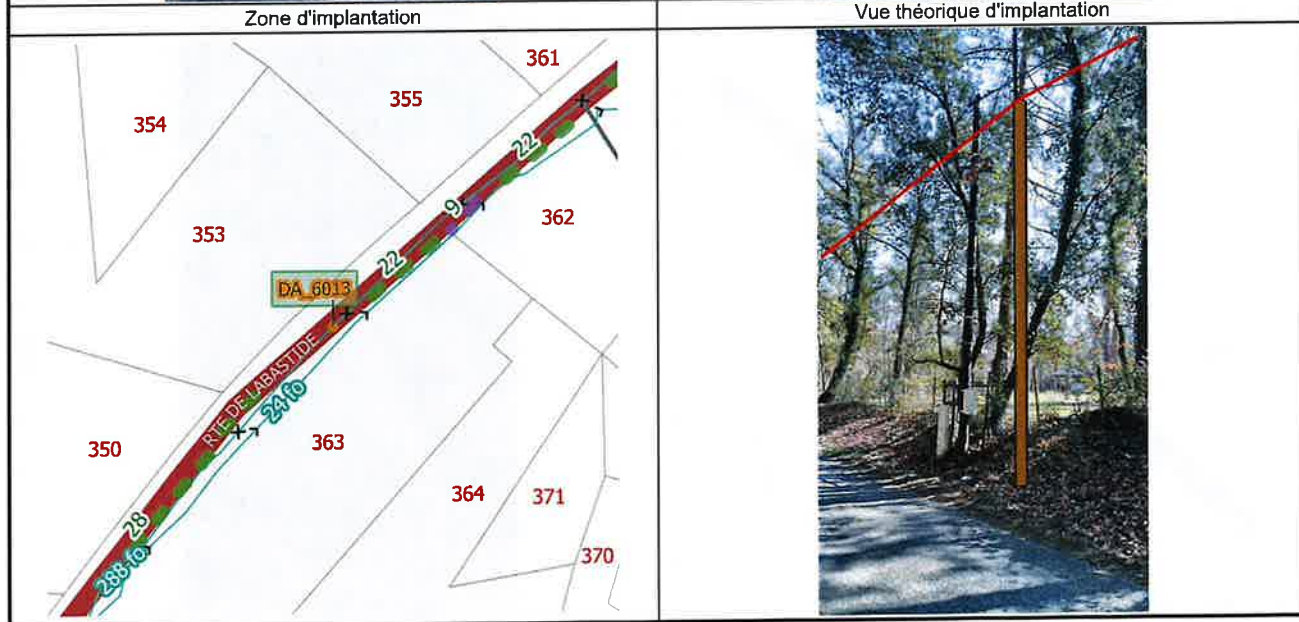 Zone d'implantation
Vue théorique d'implantation
361
355
354
22
9
362
353
22
DA_6013
RTE DE LABASTIDE
24-fo
363
350
364
371
28
370
288-fo